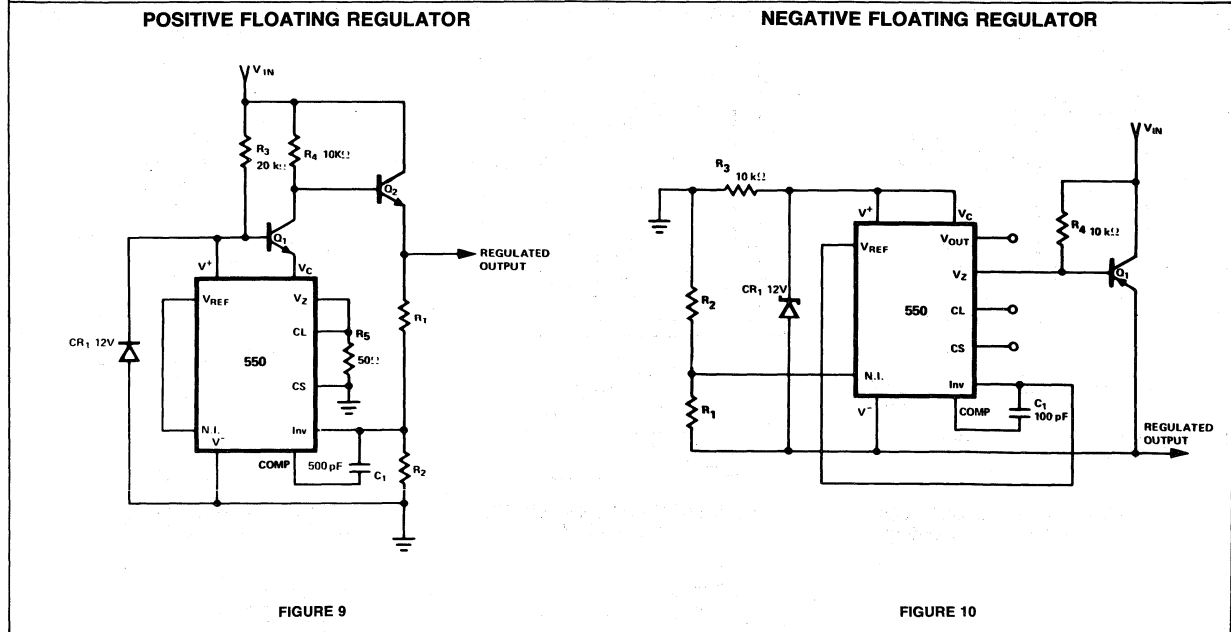 POSITIVE FLOATING REGULATOR
VIN
R3
20 kΩ
R4 10KΩ
Q2
Q1
REGULATED
OUTPUT
V+
VC
VREF
VZ
CL
R5
50Ω
R1
CR1 12V
550
CS
N.I.
Inv
V-
COMP
500 pF
C1
R2
FIGURE 9
NEGATIVE FLOATING REGULATOR
VIN
R3
10 kΩ
V+
VC
VREF
VOUT
R4 10 kΩ
VZ
Q1
R2
CR1 12V
550
CL
CS
N.I.
Inv
R1
V-
COMP
C1
100 pF
REGULATED
OUTPUT
FIGURE 10